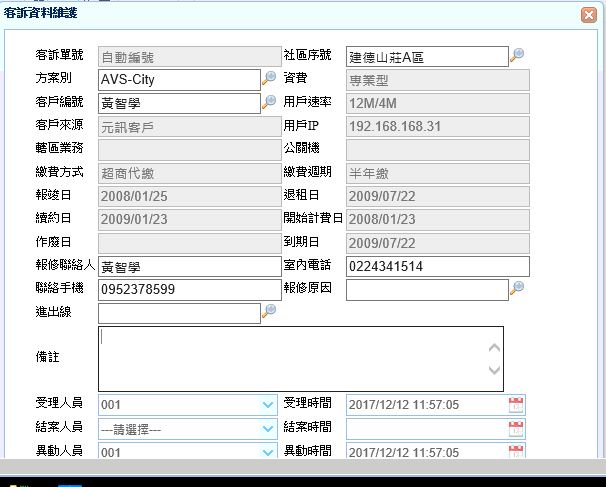 客訴資料維護
客訴單號 自動編號 社區序號 建德山莊A區
方案別 AVS-City 資費 專業型
客戶編號 黃智學 用戶速率 12M/4M
客戶來源 元訊客戶 用戶IP 192.168.168.31
轄區業務 公關機
繳費方式 超商代繳 繳費週期 半年繳
報竣日 2008/01/25 退租日 2009/07/22
續約日 2009/01/23 開始計費日 2008/01/23
作廢日 到期日 2009/07/22
報修聯絡人 黃智學 室內電話 0224341514
聯絡手機 0952378599 報修原因
進出線
備註
受理人員 001 受理時間 2017/12/12 11:57:05
結案人員 ---請選擇--- 結案時間
異動人員 001 異動時間 2017/12/12 11:57:05